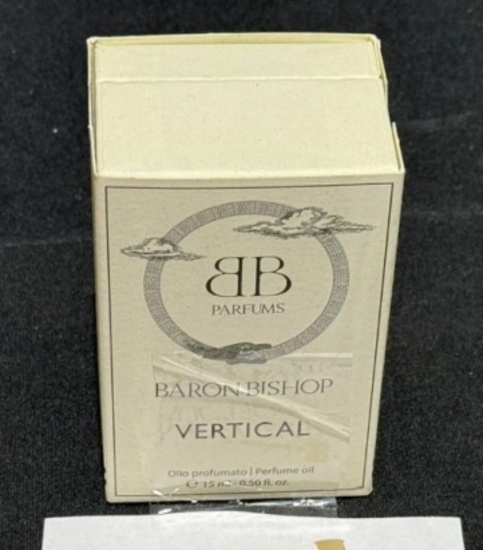 BB
PARFUMS
BARON BISHOP
VERTICAL
Olio profumato | Perfume oil
℮ 15 ml - 0.50 fl. oz.